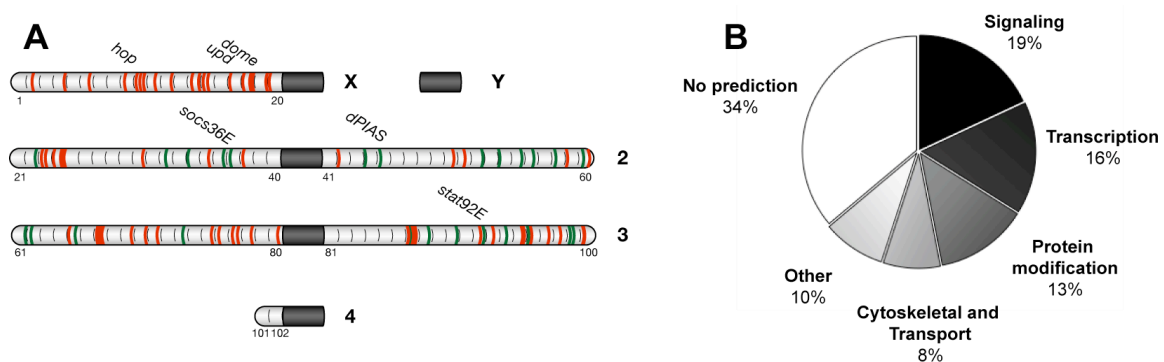 A
hop
upd
dome
1
20
X
Y
socs36E
dPIAS
21
40
41
60
2
stat92E
61
80
81
100
3
101 102
4
B
Signaling
19%
Transcription
16%
Protein
modification
13%
Cytoskeletal and
Transport
8%
Other
10%
No prediction
34%